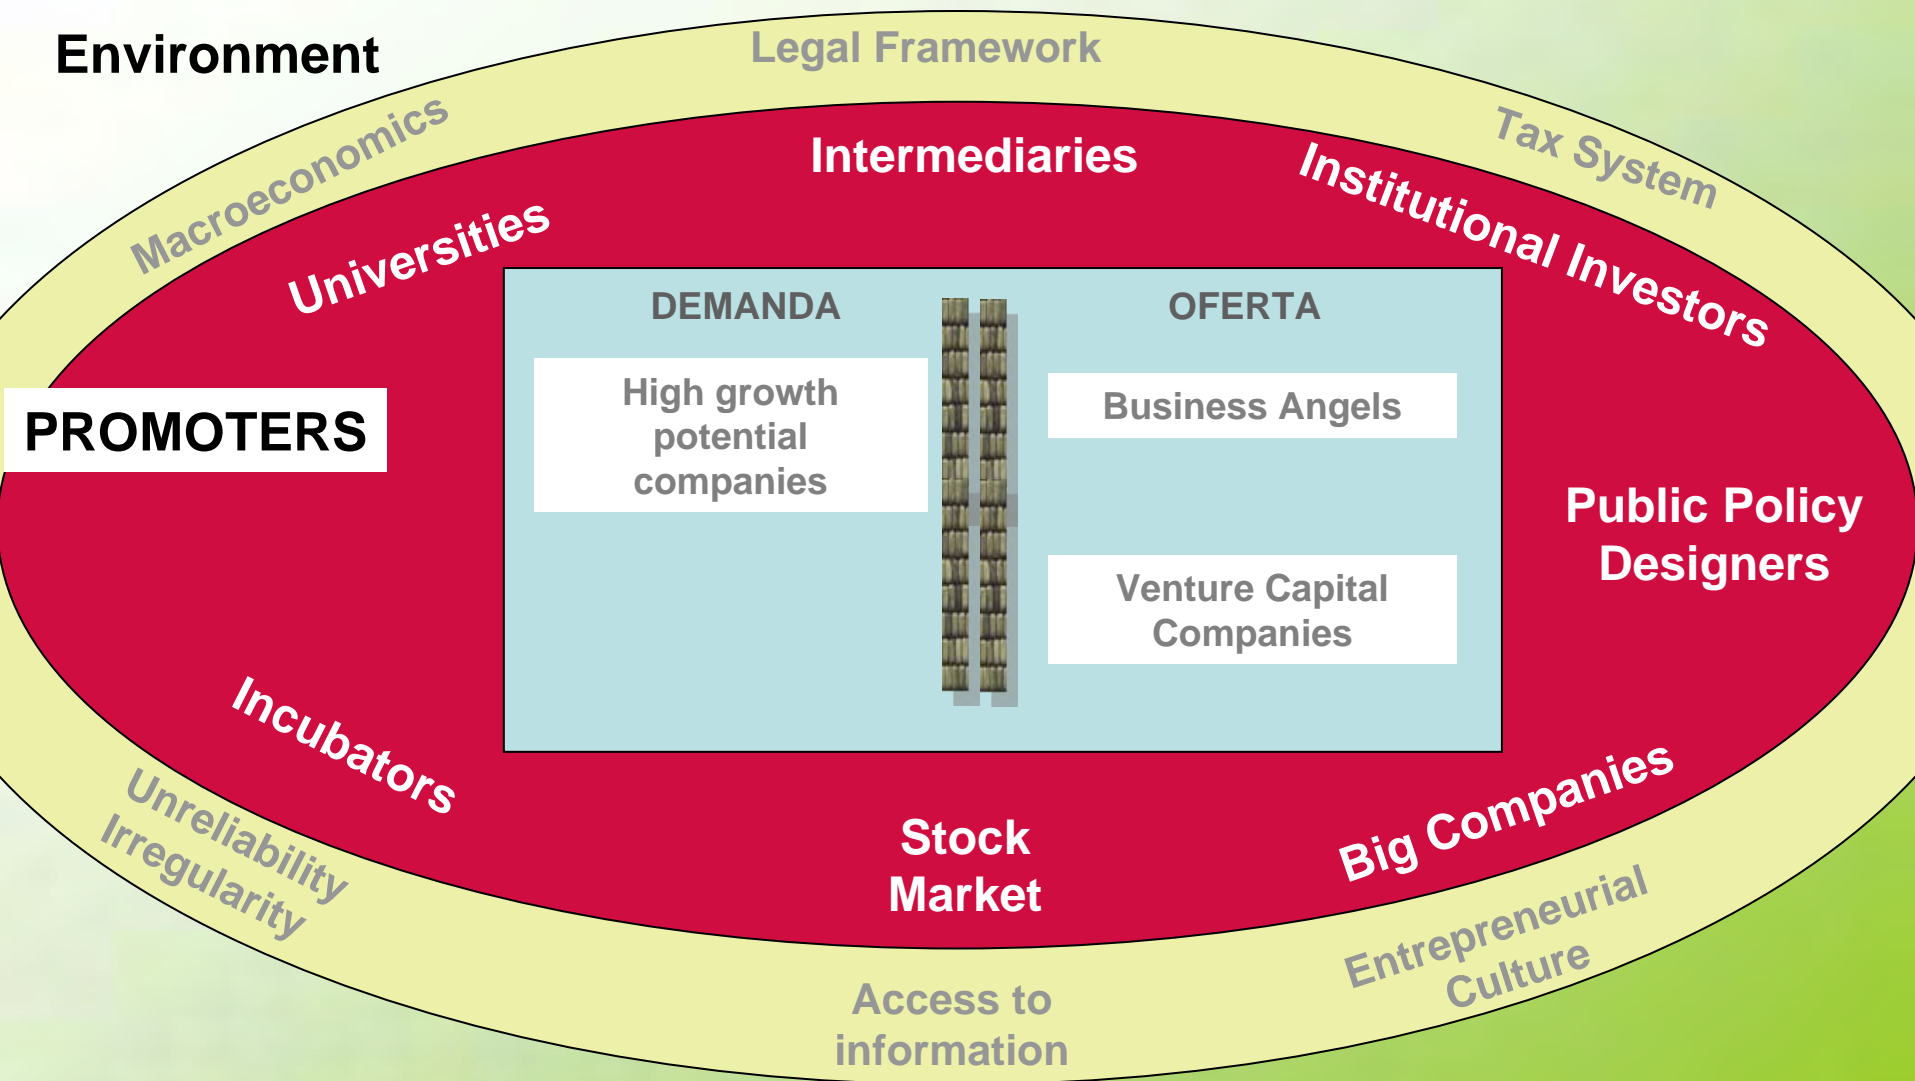 Environment
Legal Framework
Macroeconomics
Tax System
Intermediaries
Institutional Investors
Universities
DEMANDA
OFERTA
High growth
potential
companies
Business Angels
PROMOTERS
Public Policy
Designers
Venture Capital
Companies
Incubators
Unreliability
Irregularity
Stock
Market
Big Companies
Entrepreneurial
Culture
Access to
information